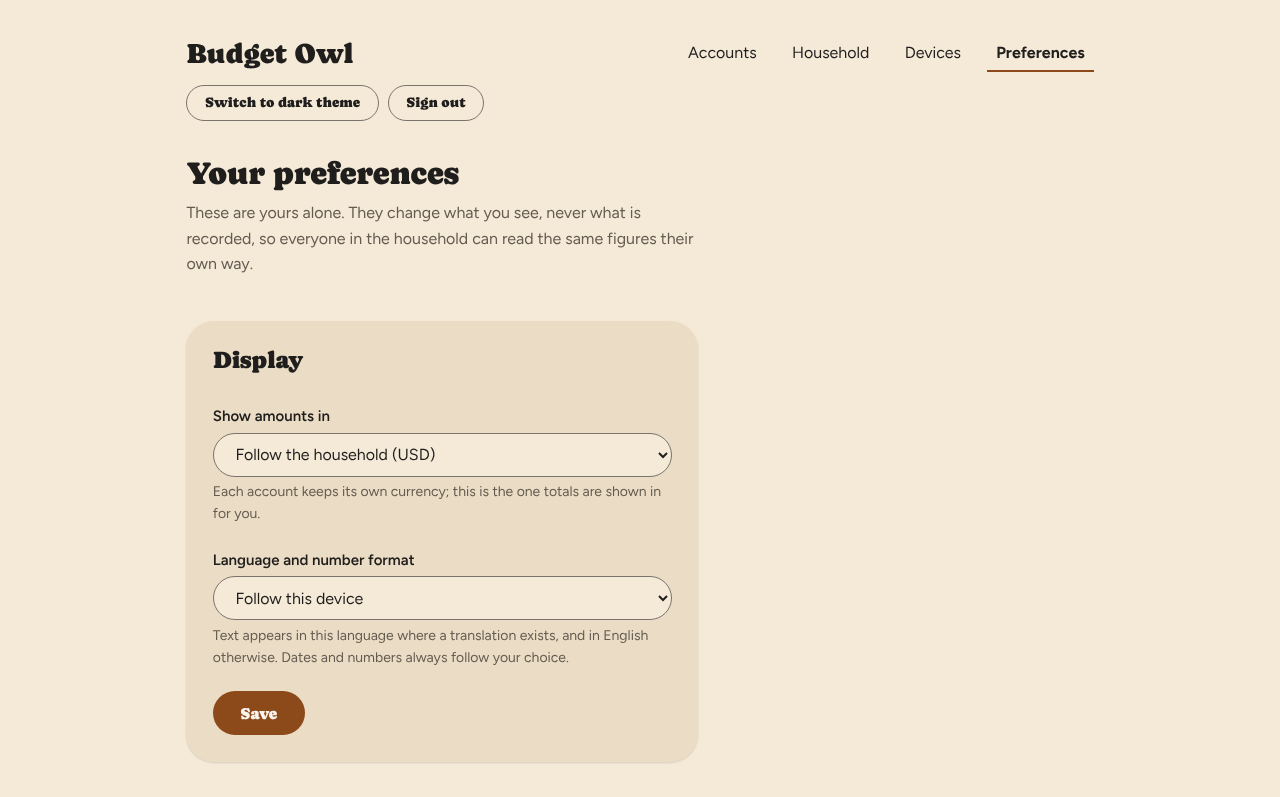 Budget Owl
Accounts
Household
Devices
Preferences
Switch to dark theme
Sign out
Your preferences
These are yours alone. They change what you see, never what is
recorded, so everyone in the household can read the same figures their
own way.
Display
Show amounts in
Follow the household (USD)
Each account keeps its own currency; this is the one totals are shown in
for you.
Language and number format
Follow this device
Text appears in this language where a translation exists, and in English
otherwise. Dates and numbers always follow your choice.
Save